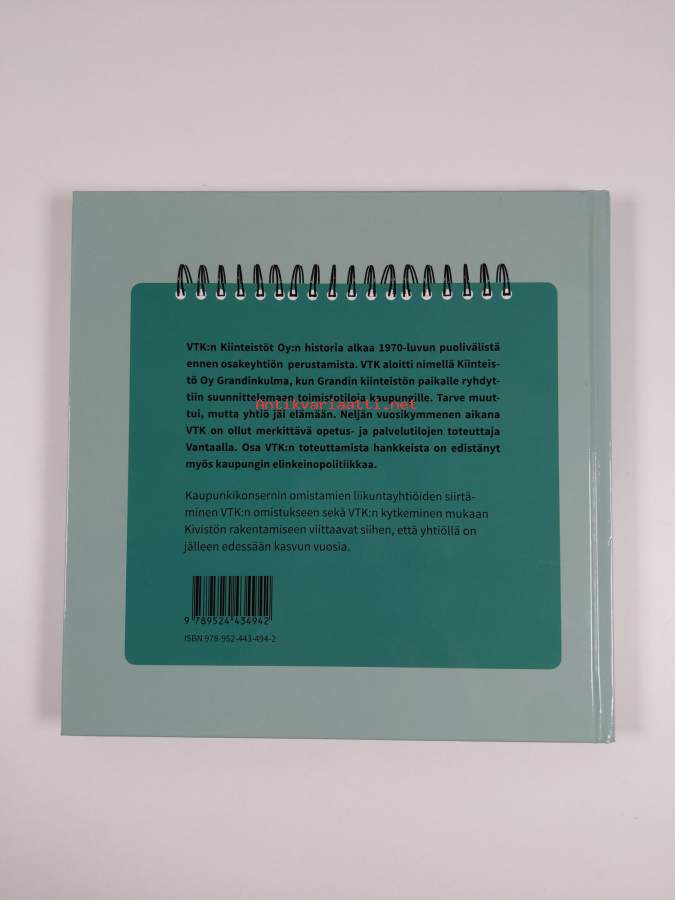 VTK:n Kiinteistöt Oy:n historia alkaa 1970-luvun puolivälistä
ennen osakeyhtiön perustamista. VTK aloitti nimellä Kiinteis-
tö Oy Grandinkulma, kun Grandin kiinteistön paikalle ryhdyt-
tiin suunnittelemaan toimistotiloja kaupungille. Tarve muut-
Antikvariaatti.net
tui, mutta yhtiö jäi elämään. Neljän vuosikymmenen aikana
VTK on ollut merkittävä opetus- ja palvelutilojen toteuttaja
Vantaalla. Osa VTK:n toteuttamista hankkeista on edistänyt
myös kaupungin elinkeinopolitiikkaa.
Kaupunkikonsernin omistamien liikuntayhtiöiden siirtä-
minen VTK:n omistukseen sekä VTK:n kytkeminen mukaan
Kivistön rakentamiseen viittaavat siihen, että yhtiöllä on
jälleen edessään kasvun vuosia.
9 789524 434942
ISBN 978-952-443-494-2